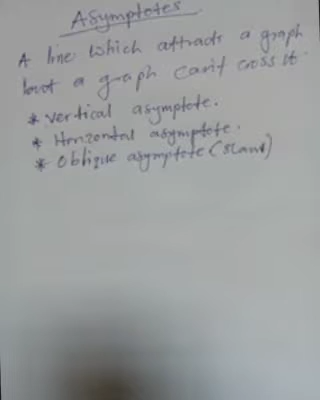 Asymptotes
A line which attracts a graph
but a graph can't cross it.
* Vertical asymptote.
* Horizontal asymptote.
* Oblique asymptote (slant)